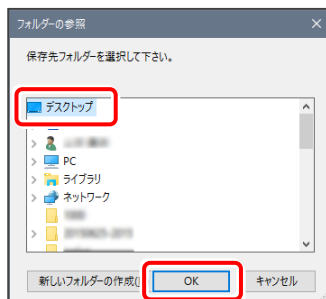 フォルダーの参照
保存先フォルダーを選択して下さい。
デスクトップ
PC
ライブラリ
ネットワーク
新しいフォルダーの作成(
OK
キャンセル